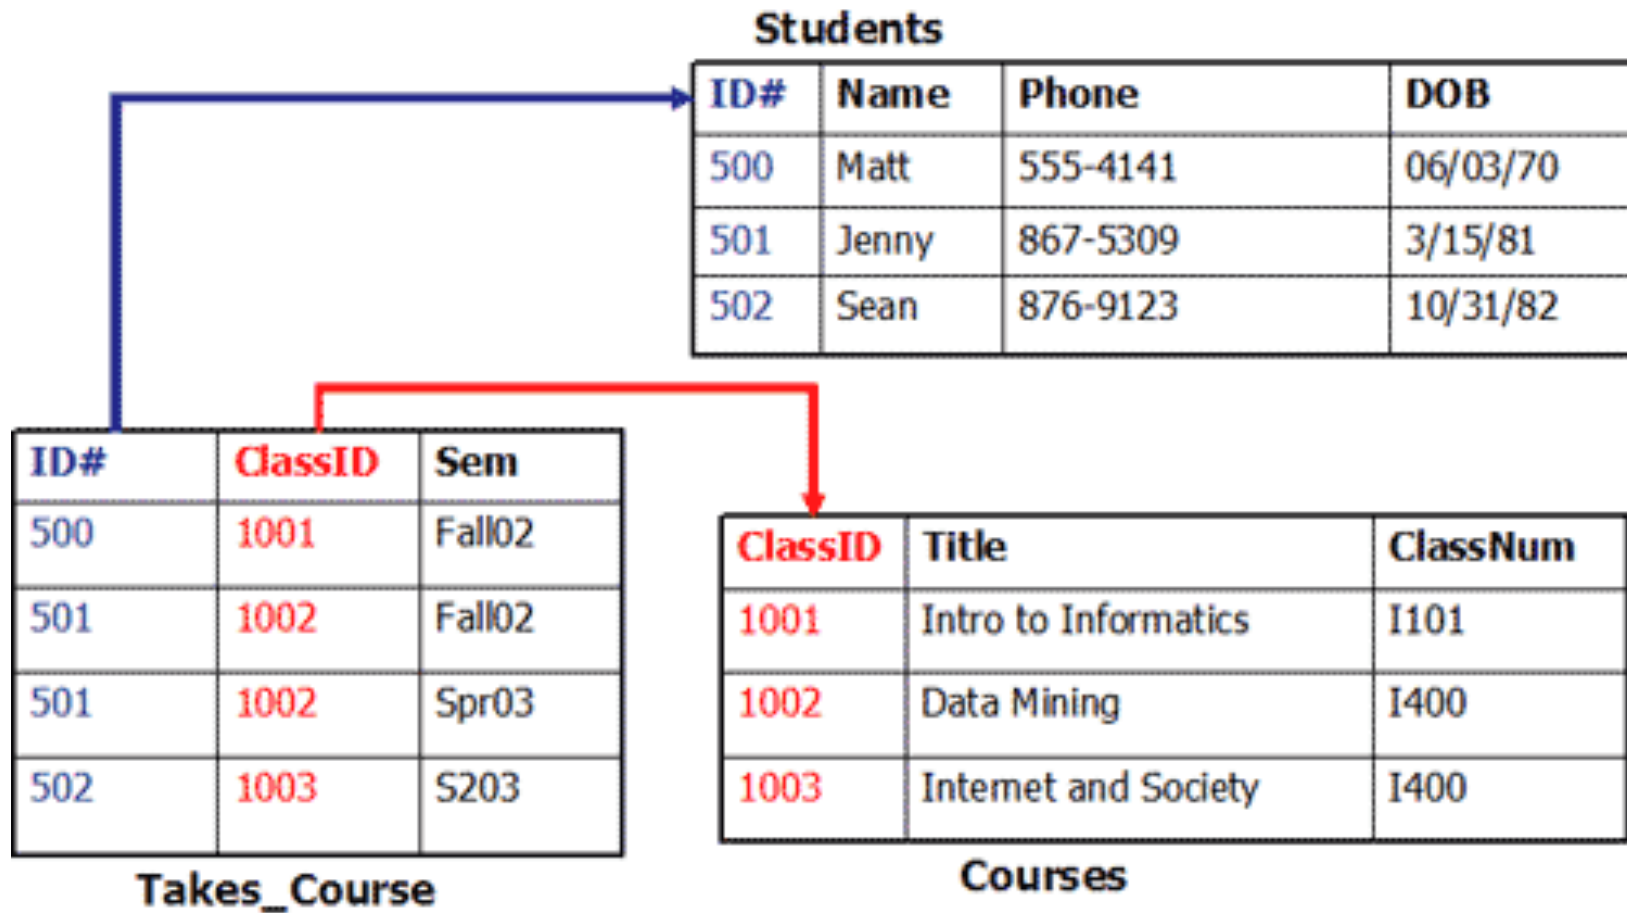 Students
ID# Name Phone DOB
500 Matt 555-4141 06/03/70
501 Jenny 867-5309 3/15/81
502 Sean 876-9123 10/31/82
ID# ClassID Sem
500 1001 Fall02
501 1002 Fall02
501 1002 Spr03
502 1003 S203
Takes_Course
ClassID Title ClassNum
1001 Intro to Informatics I101
1002 Data Mining I400
1003 Internet and Society I400
Courses